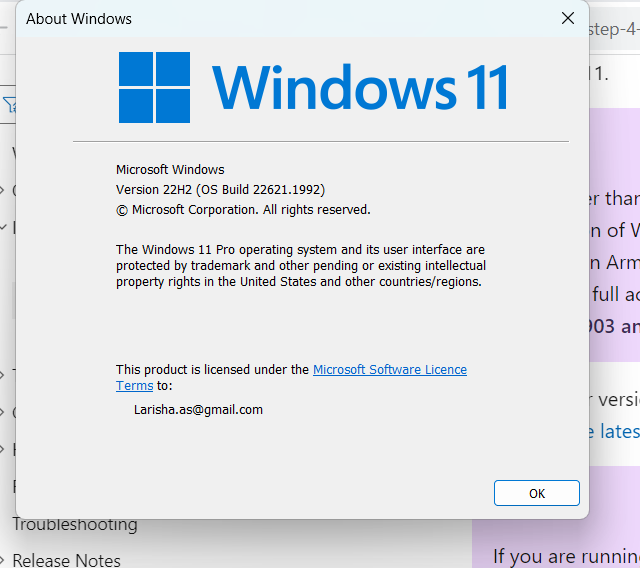 About Windows
step-4-
11.
Windows 11
Microsoft Windows
Version 22H2 (OS Build 22621.1992)
© Microsoft Corporation. All rights reserved.
er than
n of W
The Windows 11 Pro operating system and its user interface are
protected by trademark and other pending or existing intellectual
property rights in the United States and other countries/regions.
n Arm
full ac
903 an
This product is licensed under the Microsoft Software Licence
Terms to:
Larisha.as@gmail.com
r versi
e lates
OK
Troubleshooting
Release Notes
If you are running